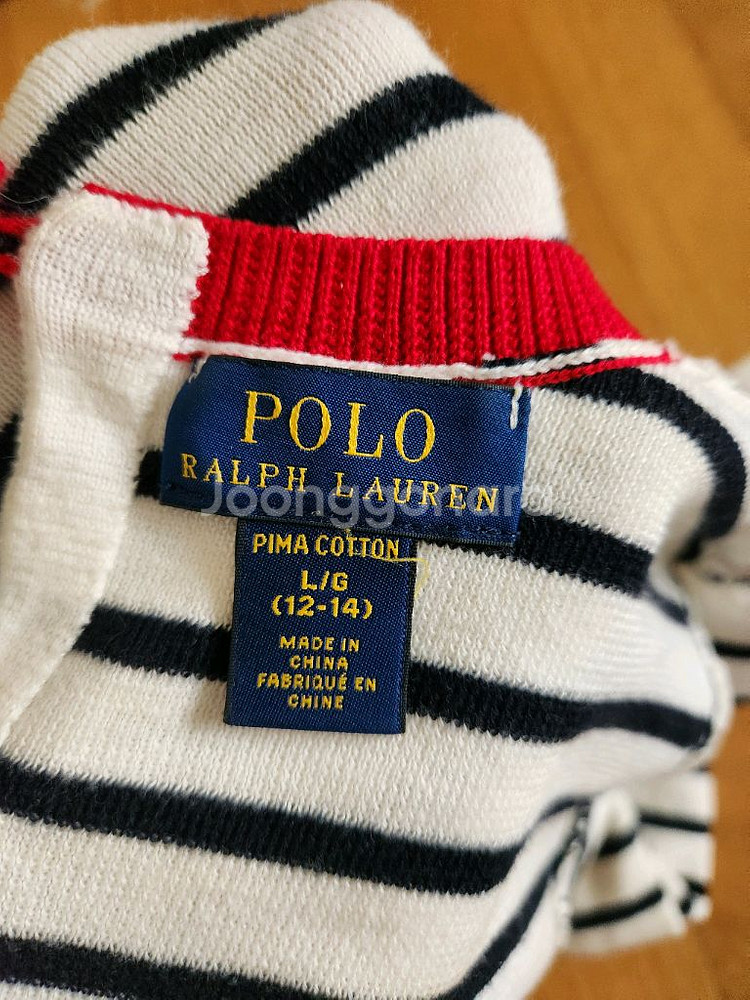 POLO
RALPH LAUREN
Joonggonara
PIMA COTTON
L/G
(12-14)
MADE IN
CHINA
FABRIQUÉ EN
CHINE